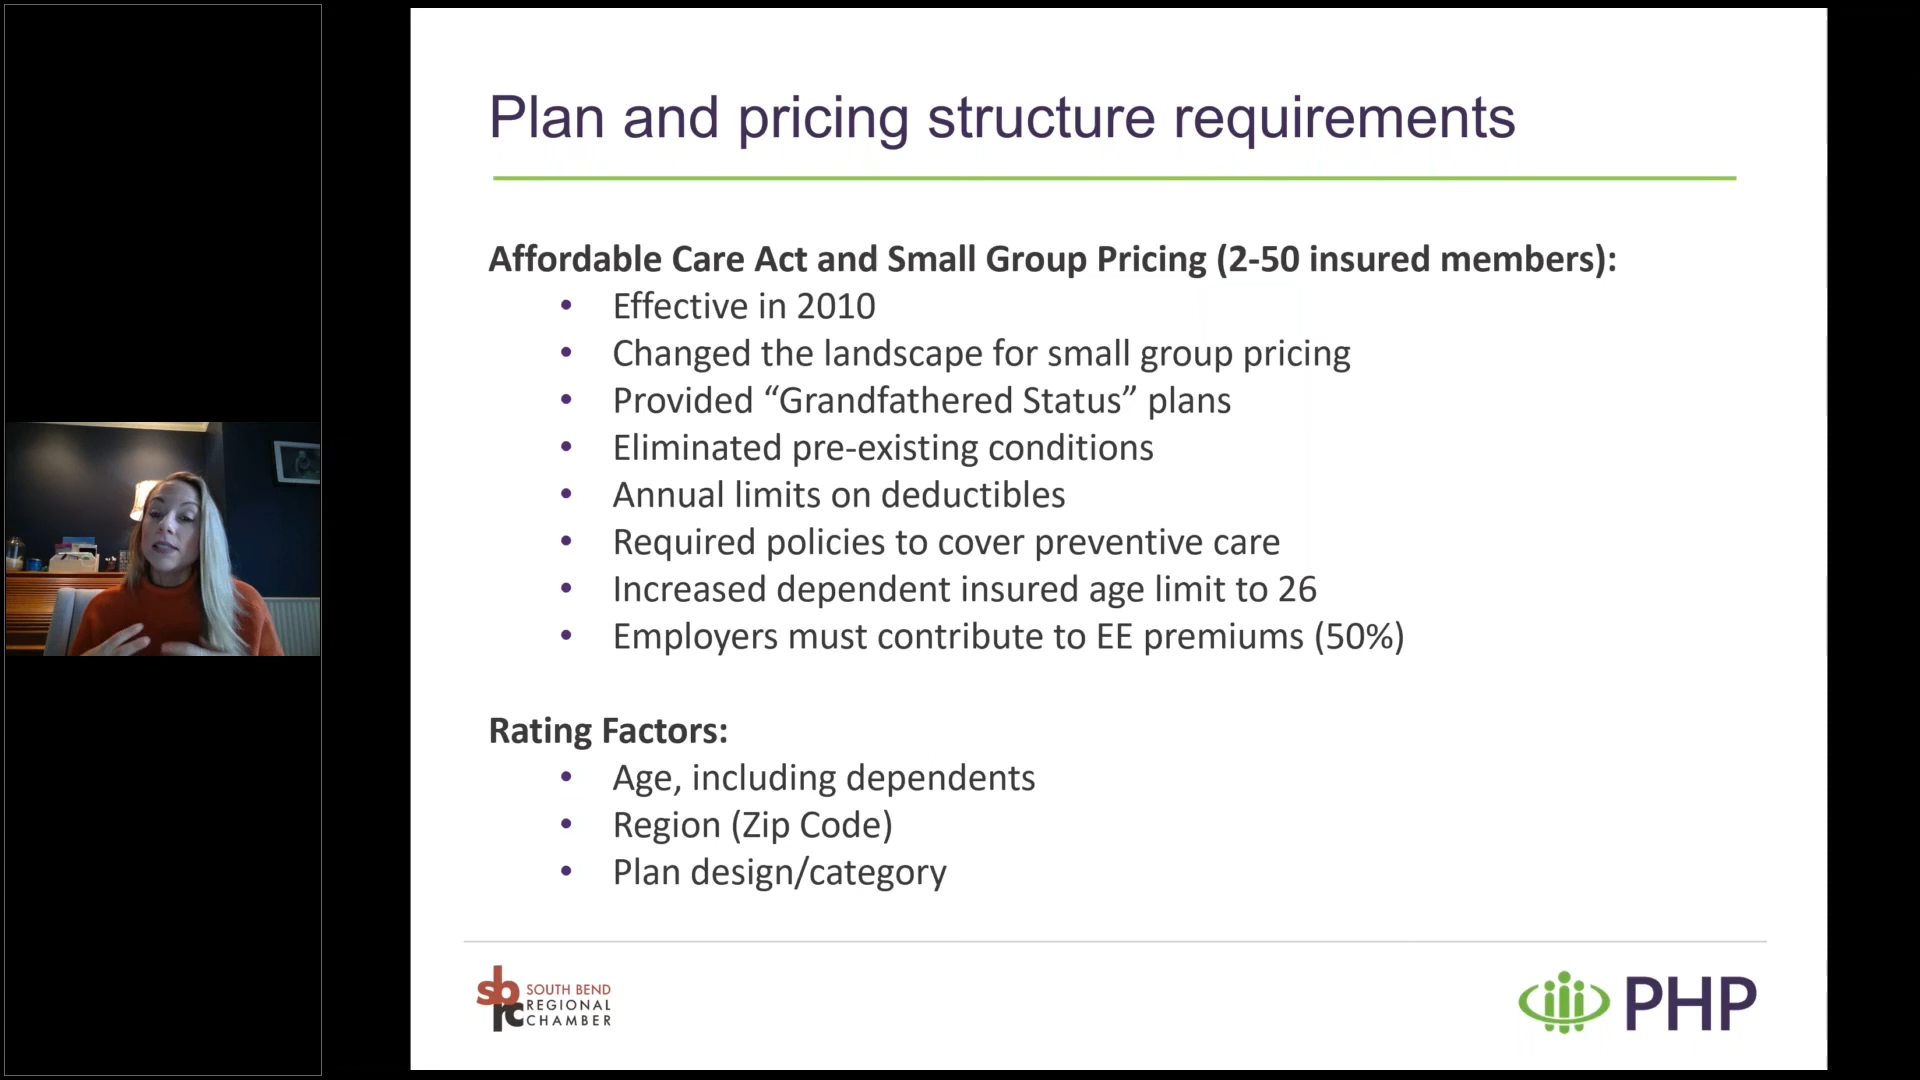 Plan and pricing structure requirements
Affordable Care Act and Small Group Pricing (2-50 insured members):
• Effective in 2010
• Changed the landscape for small group pricing
• Provided “Grandfathered Status” plans
• Eliminated pre-existing conditions
• Annual limits on deductibles
• Required policies to cover preventive care
• Increased dependent insured age limit to 26
• Employers must contribute to EE premiums (50%)
Rating Factors:
• Age, including dependents
• Region (Zip Code)
• Plan design/category
sb
rc
SOUTH BEND
REGIONAL
CHAMBER
PHP